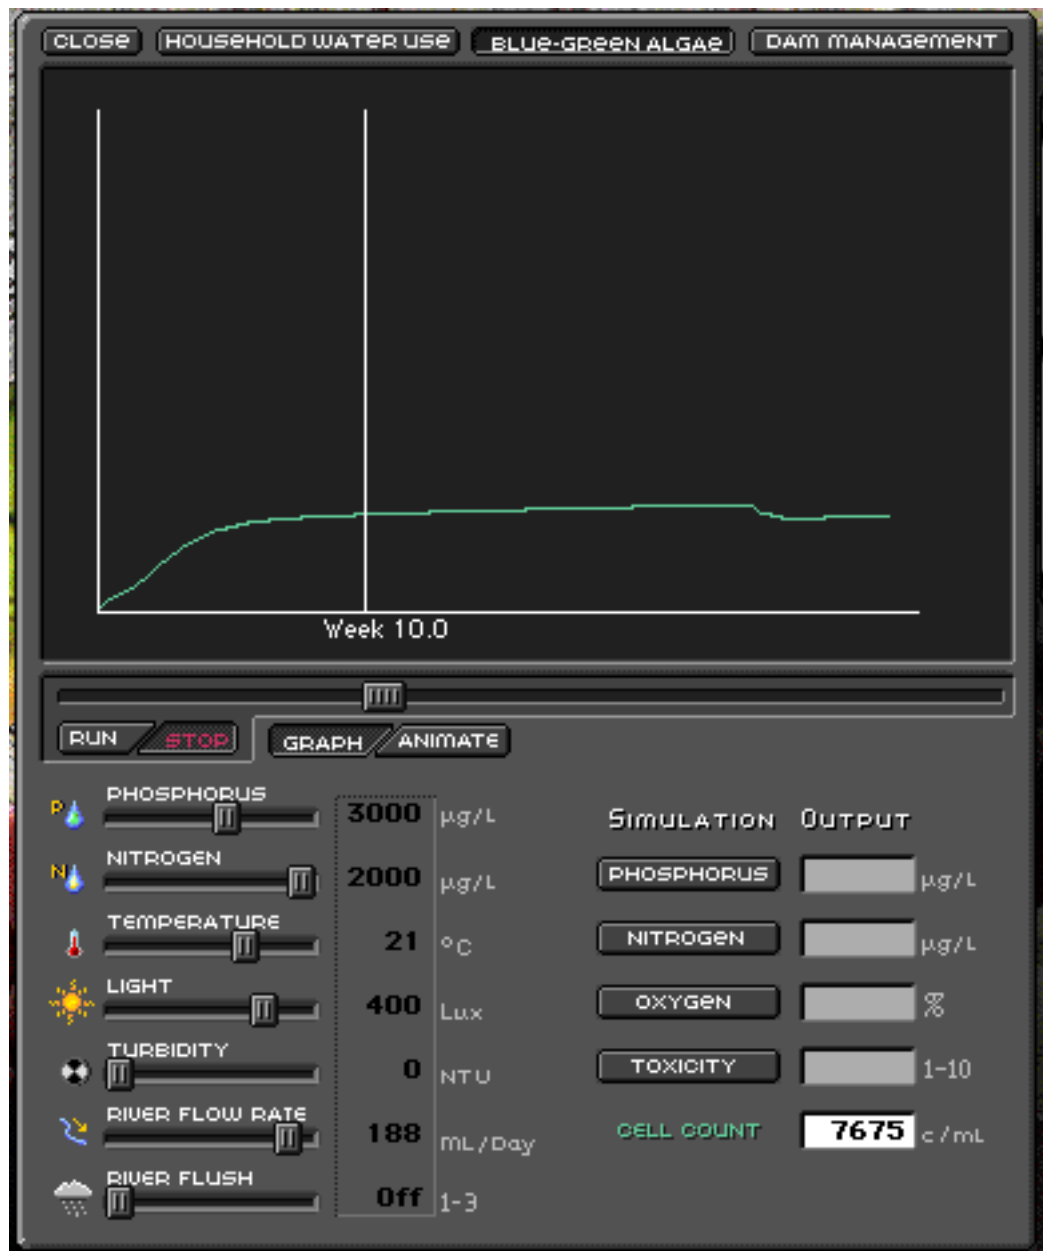 CLOSE HOUSEHOLD WATER USE BLUE-GREEN ALGAE DAM MANAGEMENT
Week 10.0
RUN STOP GRAPH ANIMATE
PHOSPHORUS
P 3000 µg/L
NITROGEN
N 2000 µg/L
TEMPERATURE
21 °C
LIGHT
400 Lux
TURBIDITY
0 NTU
RIVER FLOW RATE
188 mL/Day
RIVER FLUSH
Off 1-3
SIMULATION OUTPUT
PHOSPHORUS µg/L
NITROGEN µg/L
OXYGEN %
TOXICITY 1-10
CELL COUNT 7675 c/mL